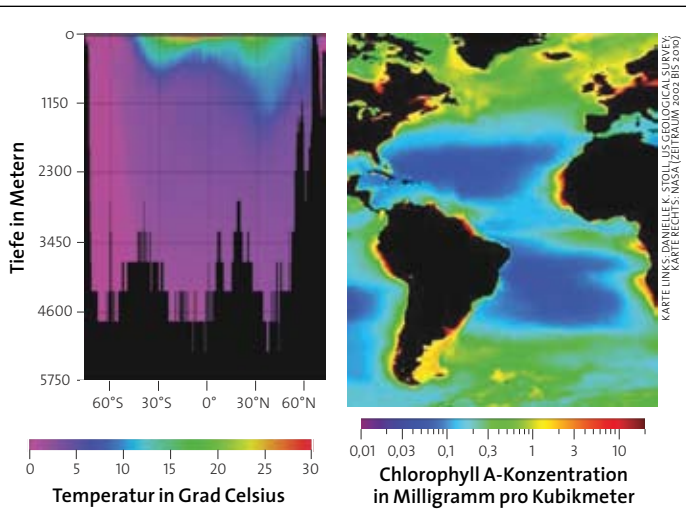 Tiefe in Metern
0
1150
2300
3450
4600
5750
60°S 30°S 0° 30°N 60°N
0 5 10 15 20 25 30
Temperatur in Grad Celsius
0,01 0,03 0,1 0,3 1 3 10
Chlorophyll A-Konzentration
in Milligramm pro Kubikmeter
KARTE LINKS: DANIELLE K. STOLL, US GEOLOGICAL SURVEY;
KARTE RECHTS: NASA (ZEITRAUM 2002 BIS 2010)